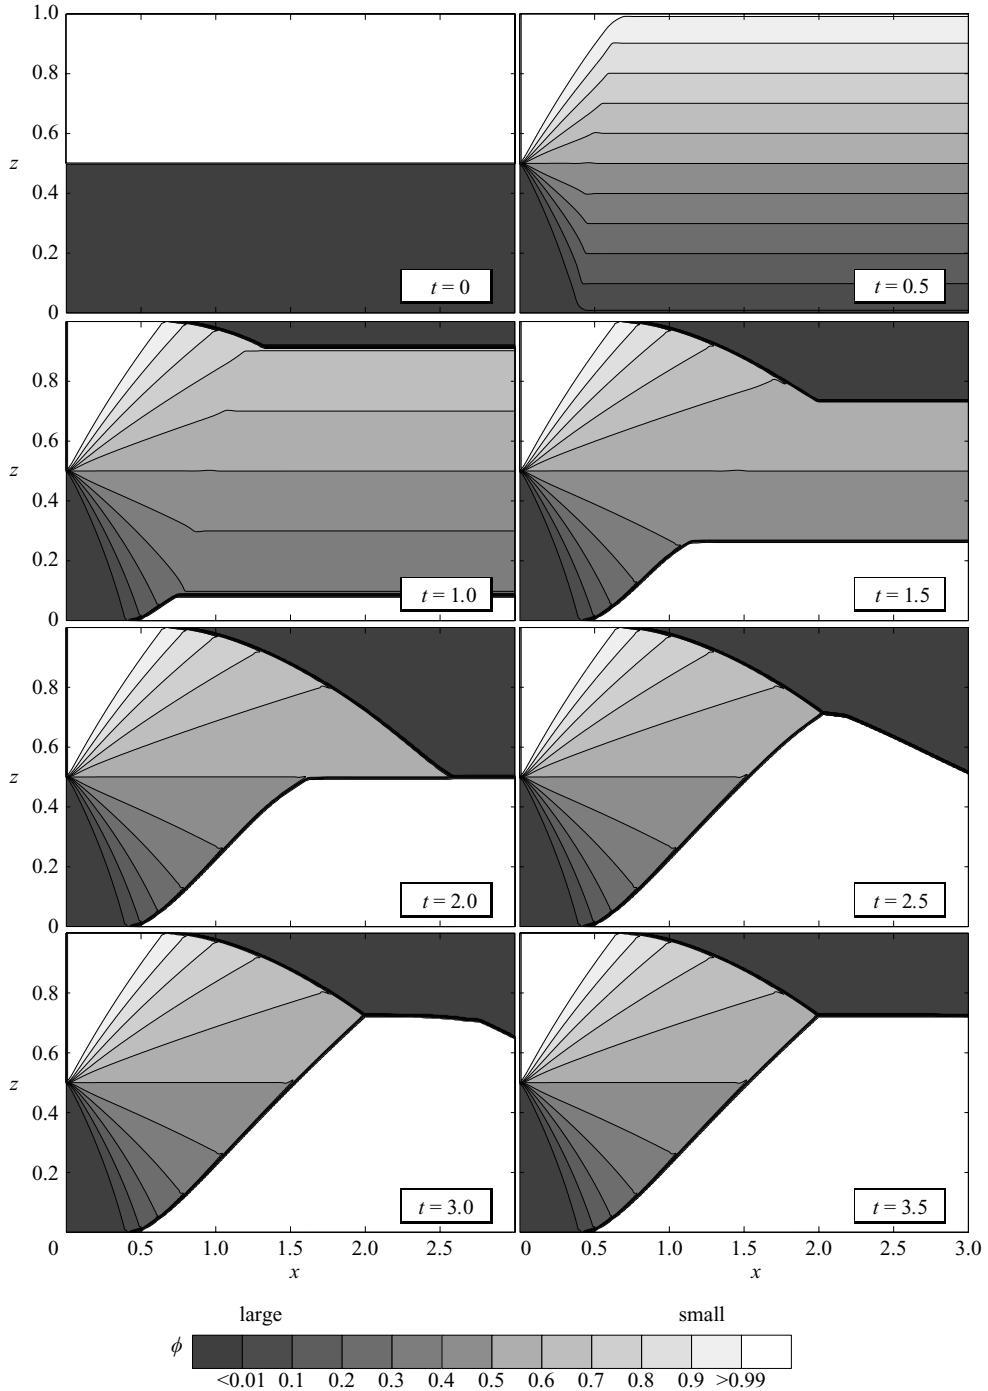 1.0
0.8
0.6
z
0.4
0.2
0
t = 0
t = 0.5
0.8
0.6
z
0.4
0.2
0
t = 1.0
t = 1.5
0.8
0.6
z
0.4
0.2
0
t = 2.0
t = 2.5
0.8
0.6
z
0.4
0.2
0
t = 3.0
t = 3.5
0.5 1.0 1.5 2.0 2.5
0 0.5 1.0 1.5 2.0 2.5 3.0
x x
large small
ϕ
<0.01 0.1 0.2 0.3 0.4 0.5 0.6 0.7 0.8 0.9 >0.99